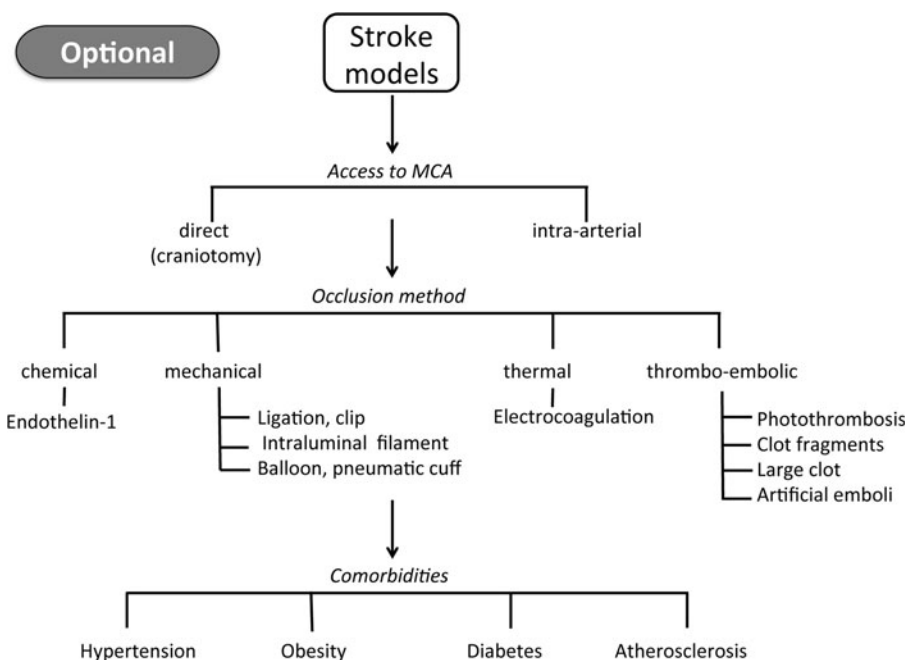 Optional
Stroke
models
Access to MCA
direct
(craniotomy)
intra-arterial
Occlusion method
chemical
mechanical
thermal
thrombo-embolic
Endothelin-1
Ligation, clip
Intraluminal filament
Balloon, pneumatic cuff
Electrocoagulation
Photothrombosis
Clot fragments
Large clot
Artificial emboli
Comorbidities
Hypertension
Obesity
Diabetes
Atherosclerosis